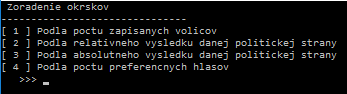 Zoradenie okrskov
--------------------------------
[ 1 ] Podla poctu zapisanych volicov
[ 2 ] Podla relativneho vysledku danej politickej strany
[ 3 ] Podla absolutneho vysledku danej politickej strany
[ 4 ] Podla poctu preferencnych hlasov
>>> _